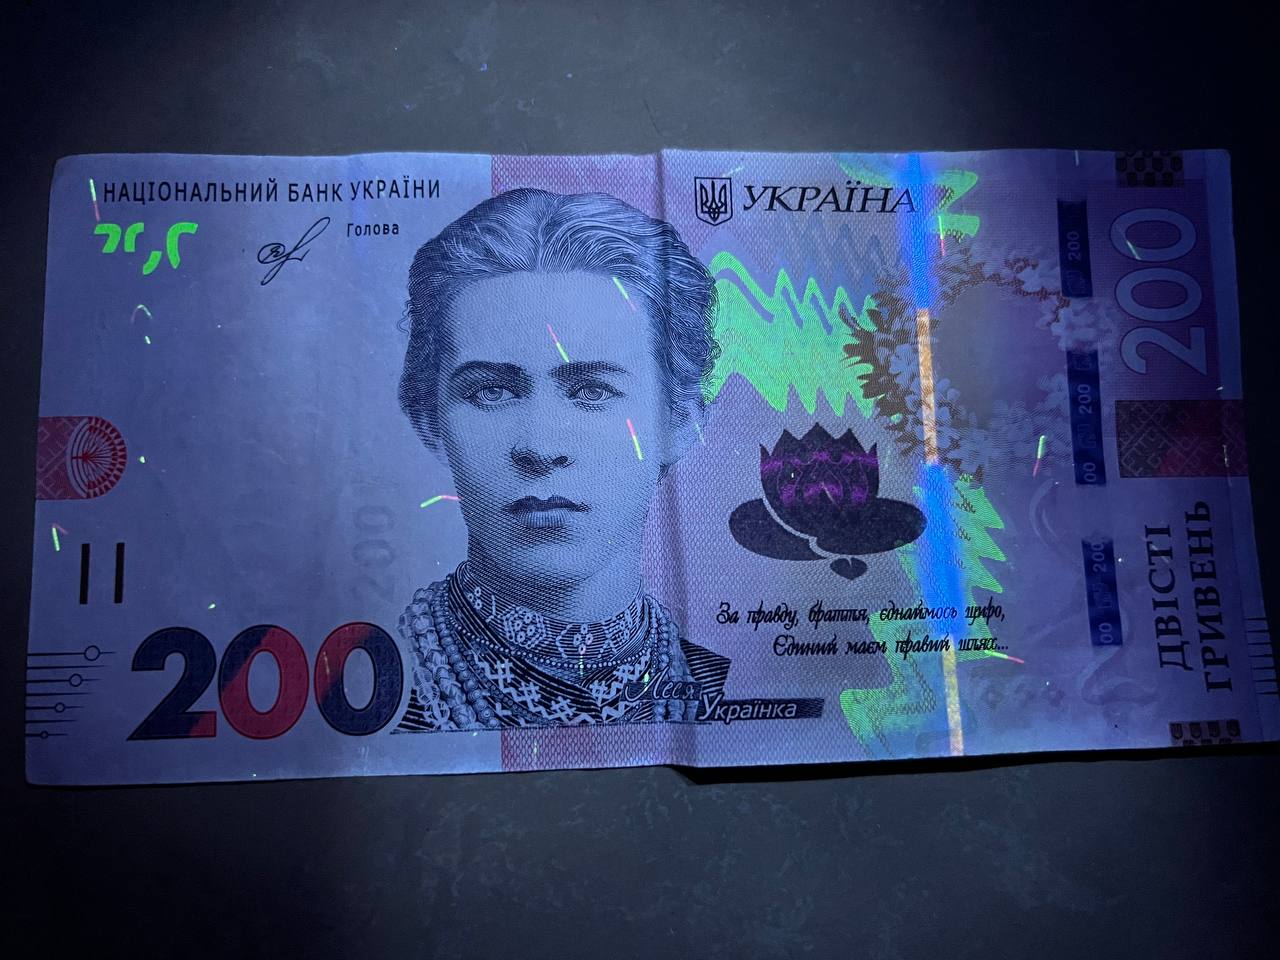 НАЦІОНАЛЬНИЙ БАНК УКРАЇНИ
Голова
УКРАЇНА
200
200
200
200
200
За правду, браття, єднаймось щиро,
Єдиний маєм правий шлях...
Леся
Українка
200
ДВІСТІ
ГРИВЕНЬ